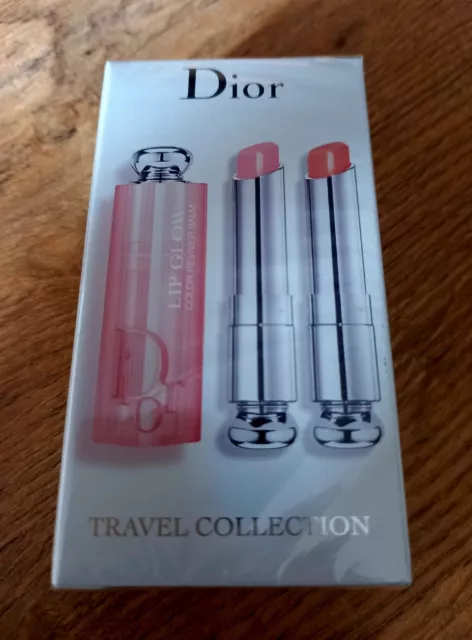 Dior
LIP GLOW
COLOR REVIVER BALM
DIOR
TRAVEL COLLECTION